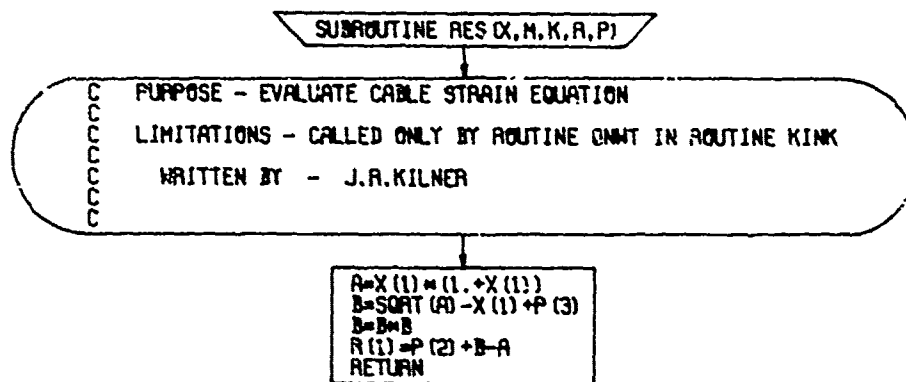 SUBROUTINE RES(X,M,K,R,P)
C PURPOSE - EVALUATE CABLE STRAIN EQUATION
C
C LIMITATIONS - CALLED ONLY BY ROUTINE QNWT IN ROUTINE KINK
C
C WRITTEN BY - J.R.KILNER
C
C
A=X(1)*(1.+X(1))
B=SQRT(A)-X(1)+P(3)
B=B*B
R(1)=P(2)+B-A
RETURN